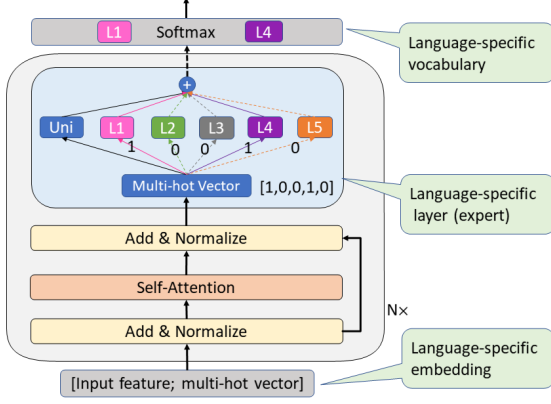 L1 Softmax L4
Language-specific
vocabulary
+
Uni L1 L2 L3 L4 L5
1 0 0 1 0
Multi-hot Vector [1,0,0,1,0]
Language-specific
layer (expert)
Add & Normalize
Self-Attention
N×
Add & Normalize
Language-specific
embedding
[Input feature; multi-hot vector]